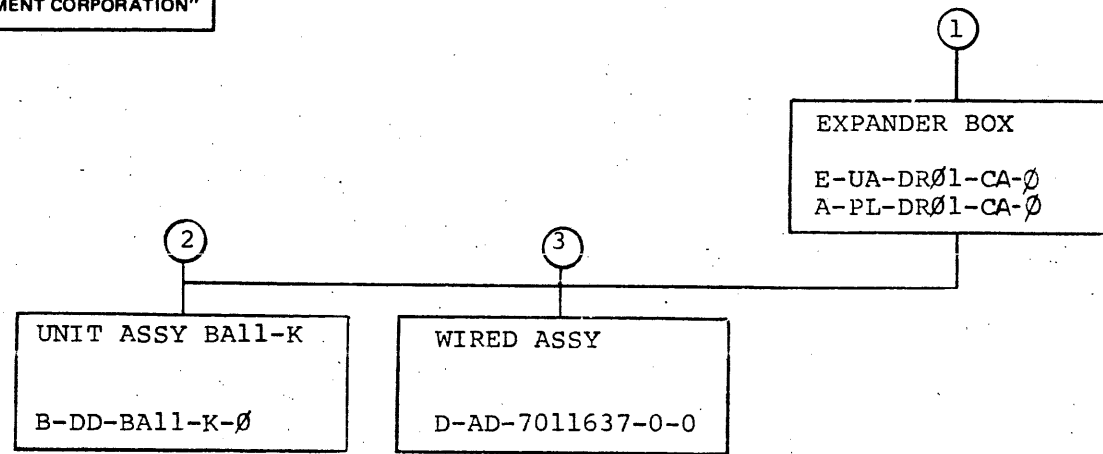 MENT CORPORATION"
1
EXPANDER BOX
E-UA-DRØ1-CA-Ø
A-PL-DRØ1-CA-Ø
2
3
UNIT ASSY BA11-K
B-DD-BA11-K-Ø
WIRED ASSY
D-AD-7011637-0-0